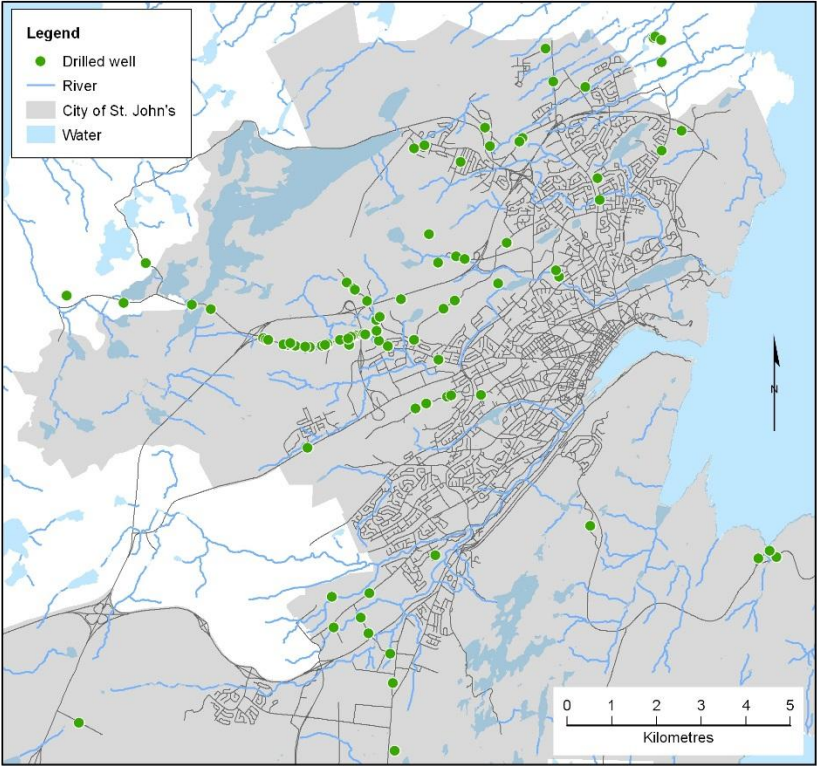 Legend
Drilled well
River
City of St. John's
Water
N
0 1 2 3 4 5
Kilometres